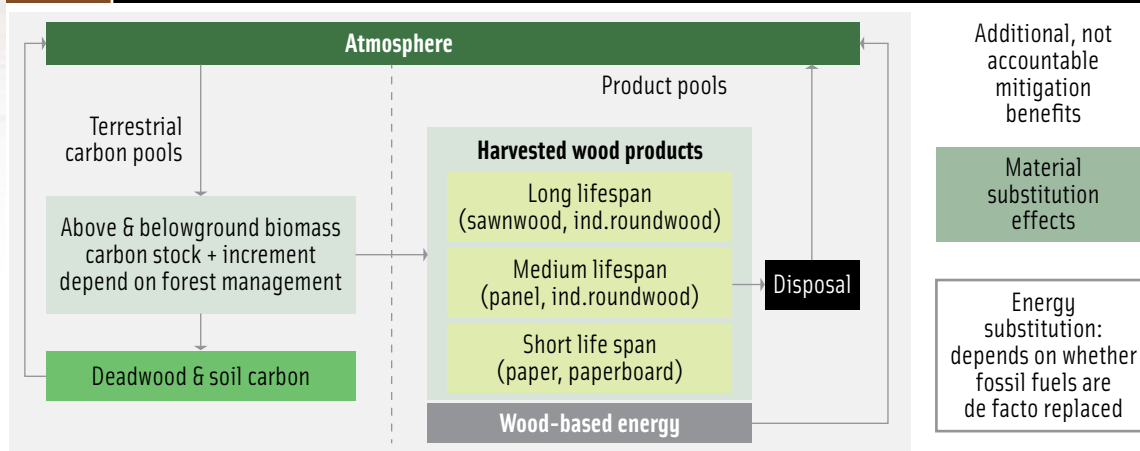 Atmosphere
Terrestrial
carbon pools
Product pools
Above & belowground biomass
carbon stock + increment
depend on forest management
Deadwood & soil carbon
Harvested wood products
Long lifespan
(sawnwood, ind.roundwood)
Medium lifespan
(panel, ind.roundwood)
Short life span
(paper, paperboard)
Wood-based energy
Disposal
Additional, not
accountable
mitigation
benefits
Material
substitution
effects
Energy
substitution:
depends on whether
fossil fuels are
de facto replaced